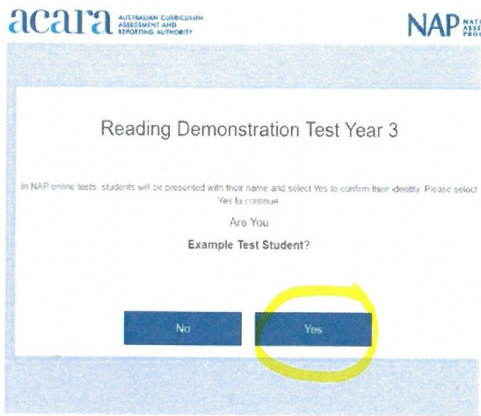 acara AUSTRALIAN CURRICULUM
ASSESSMENT AND
REPORTING AUTHORITY
NAP
Reading Demonstration Test Year 3
In NAP online tests, students will be presented with their name and select Yes to confirm their identity. Please select
Yes to continue
Are You
Example Test Student?
No
Yes